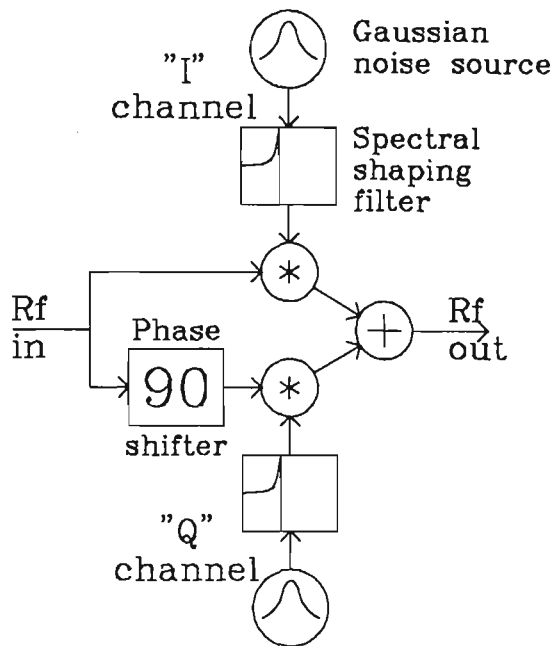 Gaussian
noise source
"I"
channel
Spectral
shaping
filter
*
Rf
in
Phase
90
shifter
*
+
Rf
out
"Q"
channel